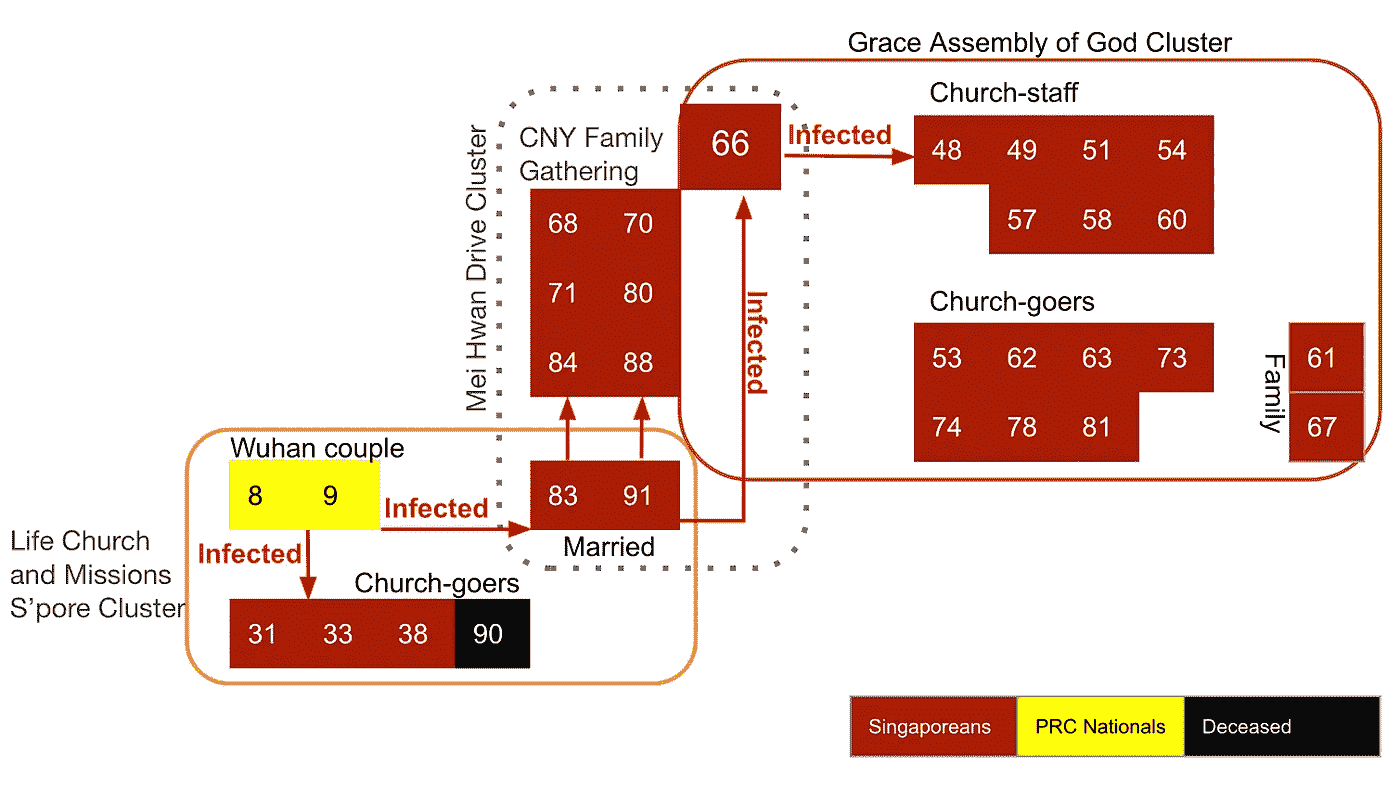 Grace Assembly of God Cluster
Church-staff
CNY Family
Gathering
Mei Hwan Drive Cluster
66
Infected
48 49 51 54
57 58 60
68 70
71 80
84 88
Infected
Church-goers
53 62 63 73
74 78 81
Family
61
67
Wuhan couple
8 9
Infected
83 91
Married
Life Church
and Missions
S'pore Cluster
Infected
Church-goers
31 33 38 90
Singaporeans PRC Nationals Deceased